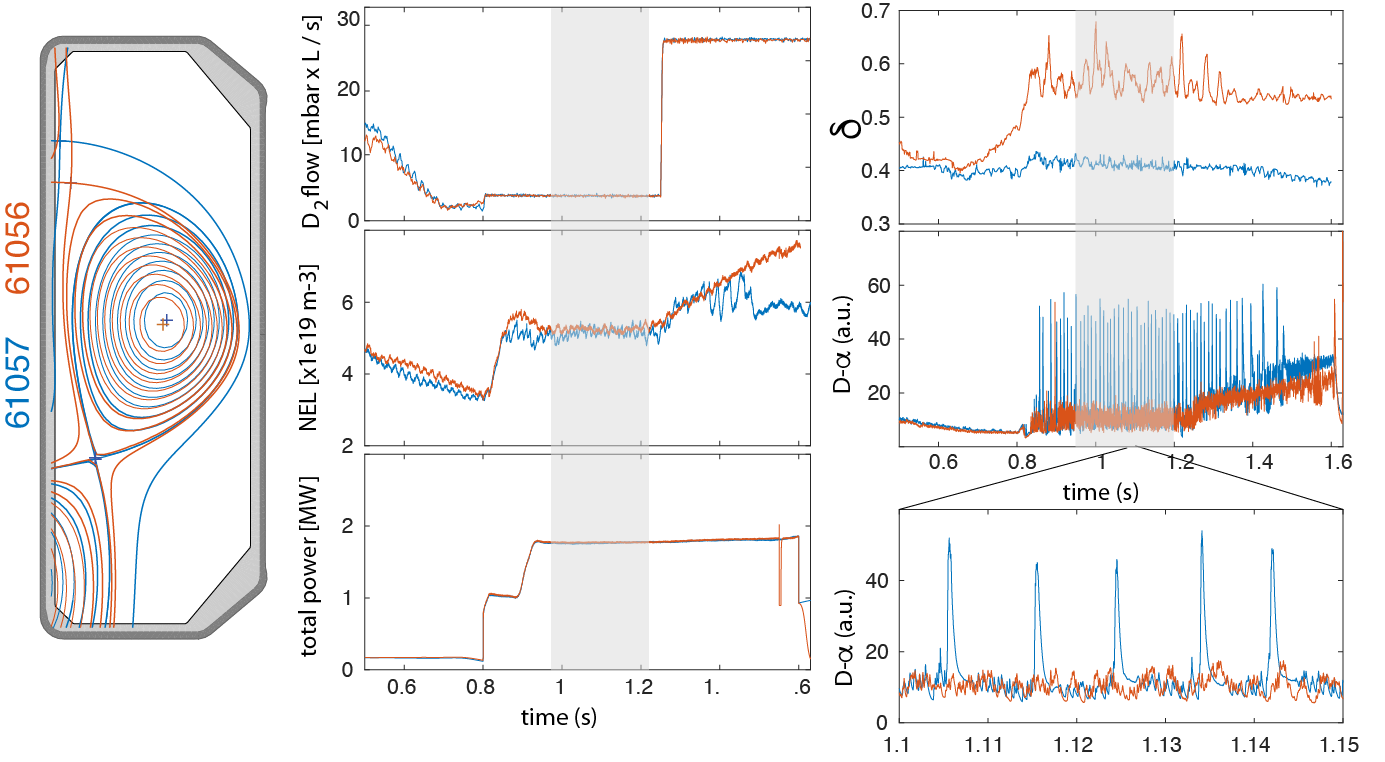 61056
61057
D2 flow [mbar x L / s]
30
20
10
0
NEL [x1e19 m-3]
8
6
4
2
total power [MW]
2
1
0
0.6 0.8 1 1.2 1. .6
time (s)
δ
0.7
0.6
0.5
0.4
0.3
D-α (a.u.)
60
40
20
0.6 0.8 1 1.2 1.4 1.6
time (s)
D-α (a.u.)
40
20
0
1.1 1.11 1.12 1.13 1.14 1.15